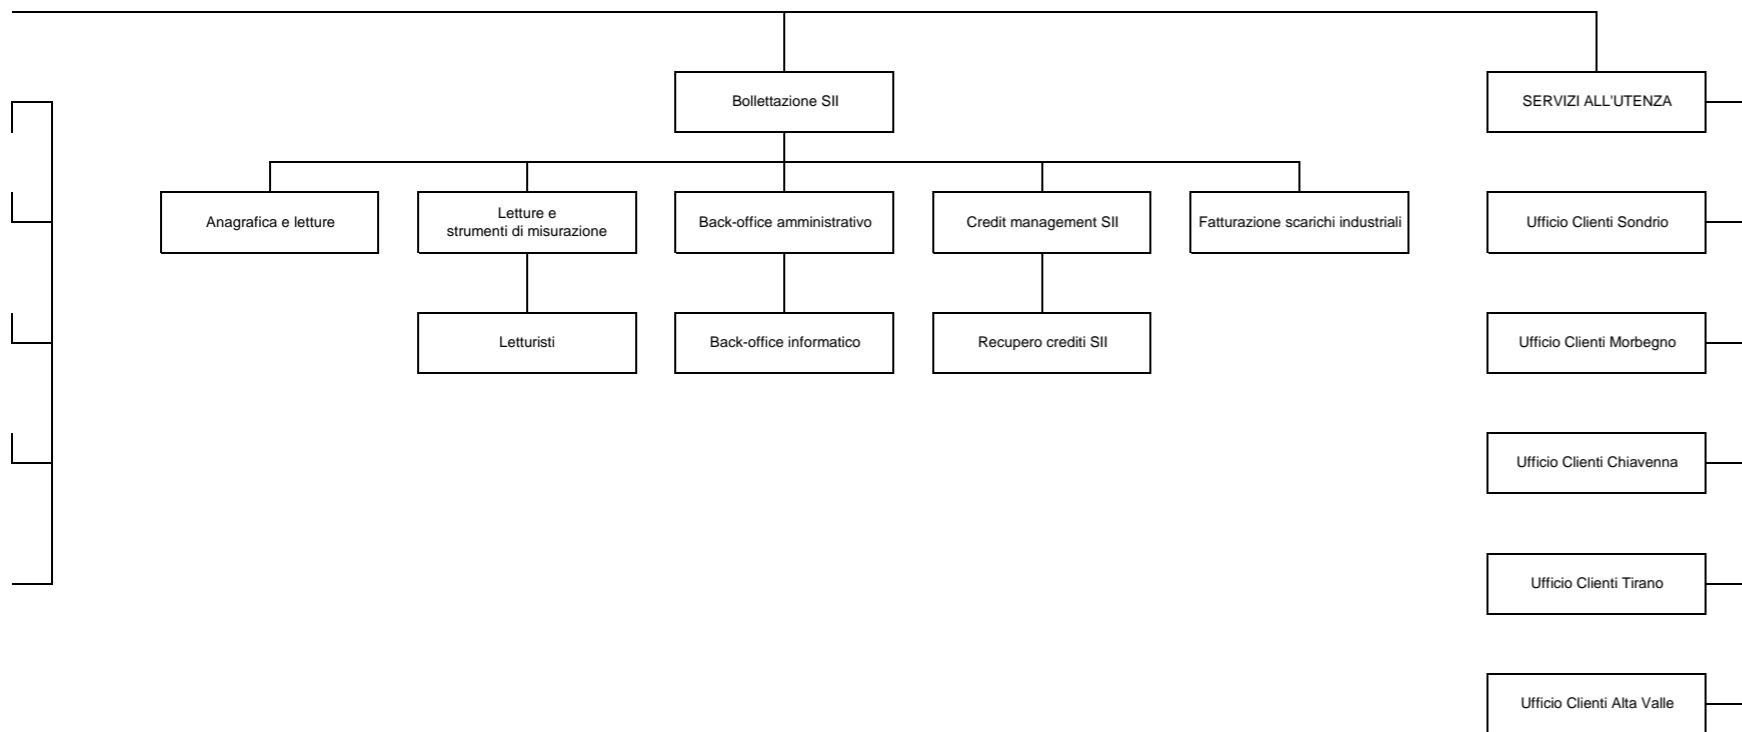 Bollettazione SII
SERVIZI ALL'UTENZA
Anagrafica e letture
Letture e
strumenti di misurazione
Back-office amministrativo
Credit management SII
Fatturazione scarichi industriali
Ufficio Clienti Sondrio
Letturisti
Back-office informatico
Recupero crediti SII
Ufficio Clienti Morbegno
Ufficio Clienti Chiavenna
Ufficio Clienti Tirano
Ufficio Clienti Alta Valle